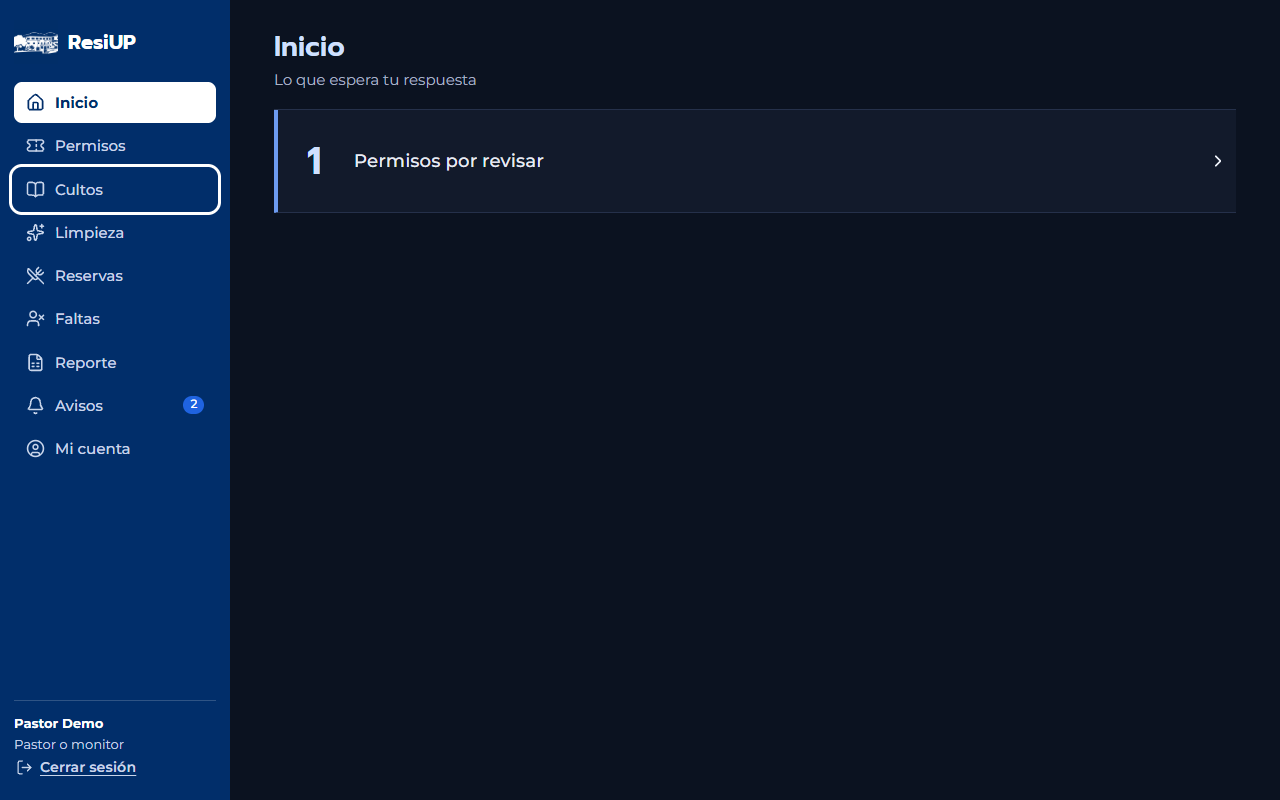 ResiUP
Inicio
Permisos
Cultos
Limpieza
Reservas
Faltas
Reporte
Avisos 2
Mi cuenta
Pastor Demo
Pastor o monitor
Cerrar sesión
Inicio
Lo que espera tu respuesta
1 Permisos por revisar